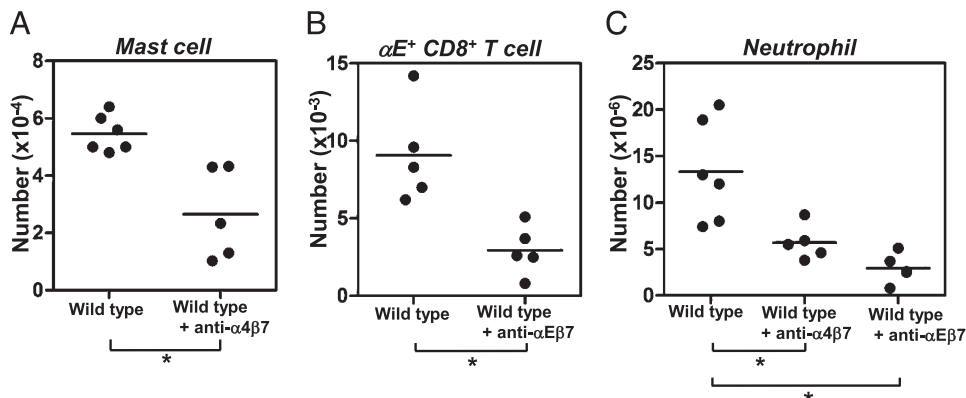 A
Mast cell
Number (x10-4)
8
6
4
2
0
Wild type
Wild type
+ anti-α4β7
*
B
αE+ CD8+ T cell
Number (x10-3)
15
10
5
0
Wild type
Wild type
+ anti-αEβ7
*
C
Neutrophil
Number (x10-6)
25
20
15
10
5
0
Wild type
Wild type
+ anti-α4β7
Wild type
+ anti-αEβ7
*
*